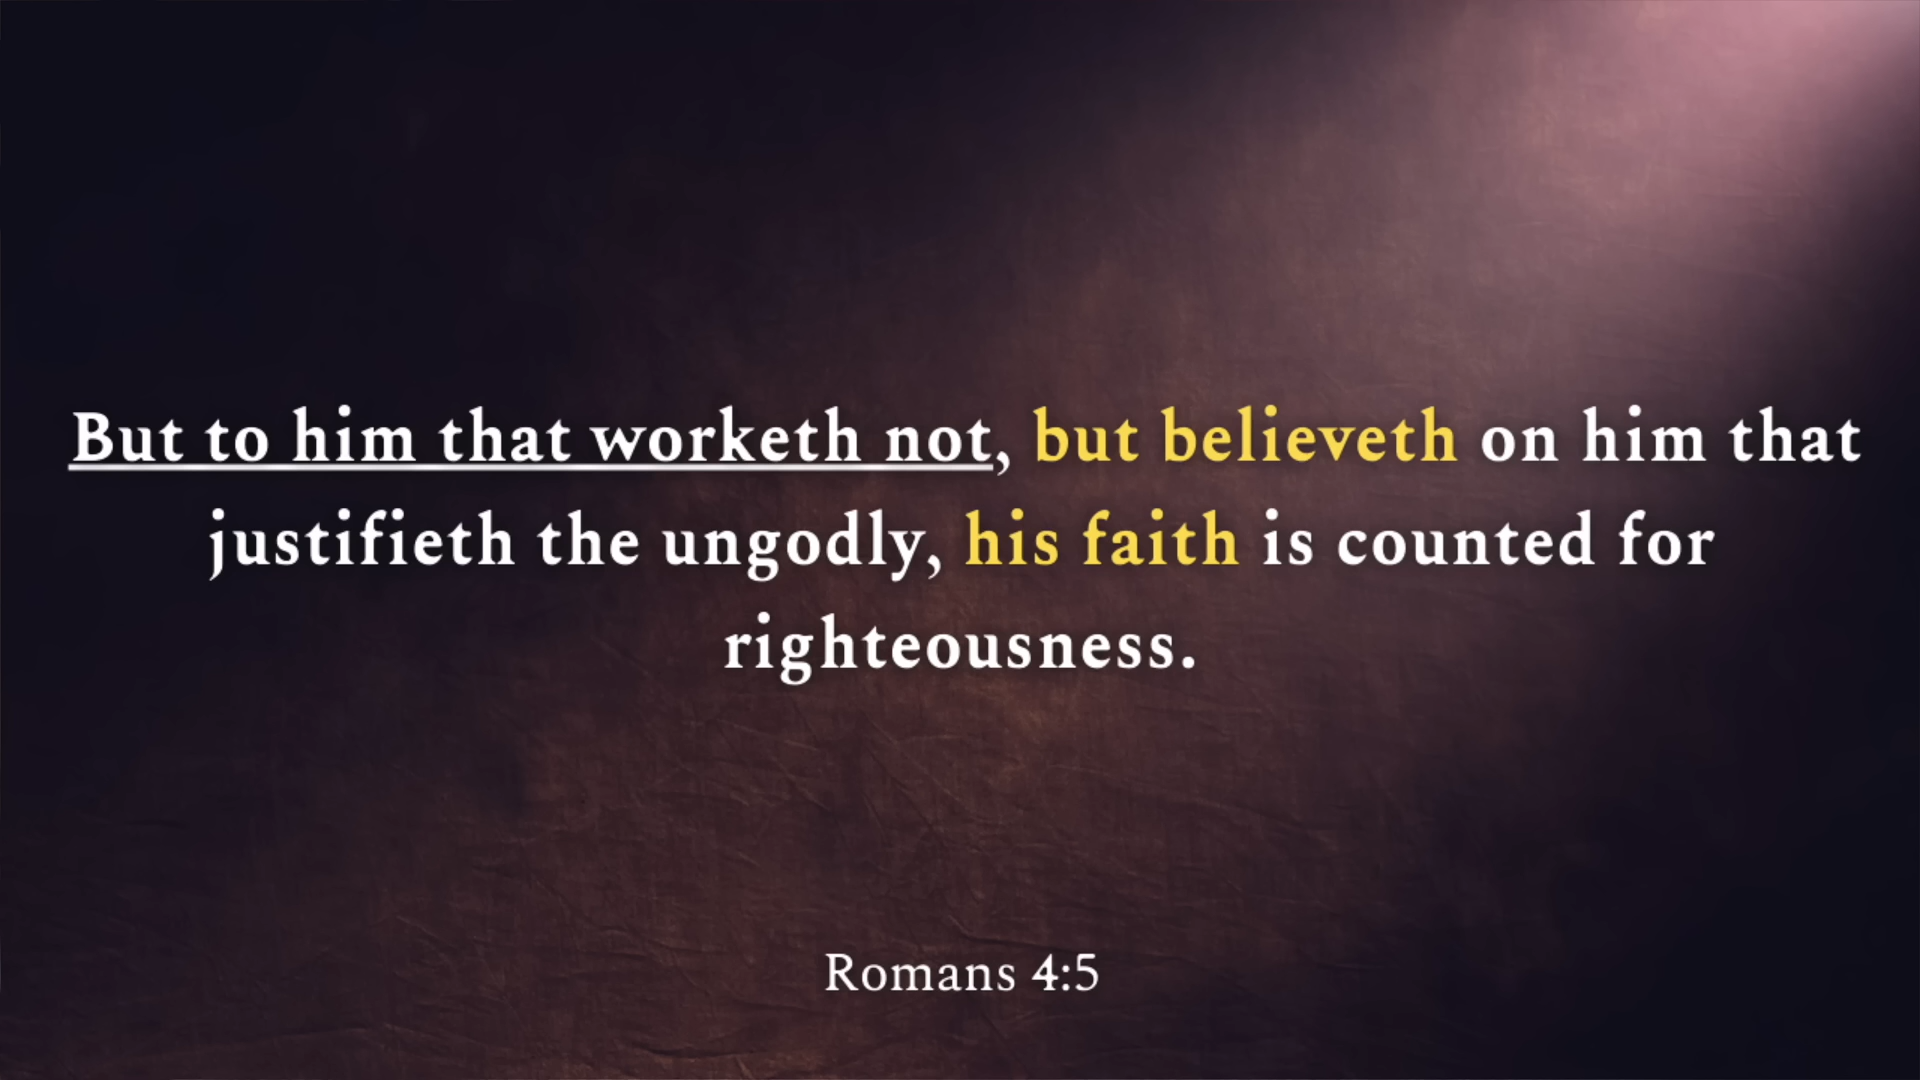 But to him that worketh not, but believeth on him that
justifieth the ungodly, his faith is counted for
righteousness.
Romans 4:5